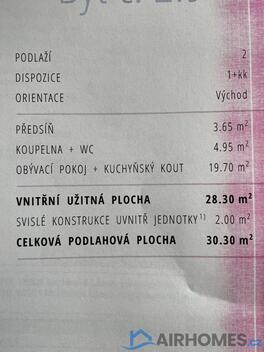 PODLAŽÍ 2
DISPOZICE 1+kk
ORIENTACE Východ
PŘEDSÍŇ 3.65 m²
KOUPELNA + WC 4.95 m²
OBÝVACÍ POKOJ + KUCHYŇSKÝ KOUT 19.70 m²
VNITŘNÍ UŽITNÁ PLOCHA 28.30 m²
SVISLÉ KONSTRUKCE UVNITŘ JEDNOTKY¹⁾ 2.00 m²
CELKOVÁ PODLAHOVÁ PLOCHA 30.30 m²
AIRHOMES.cz